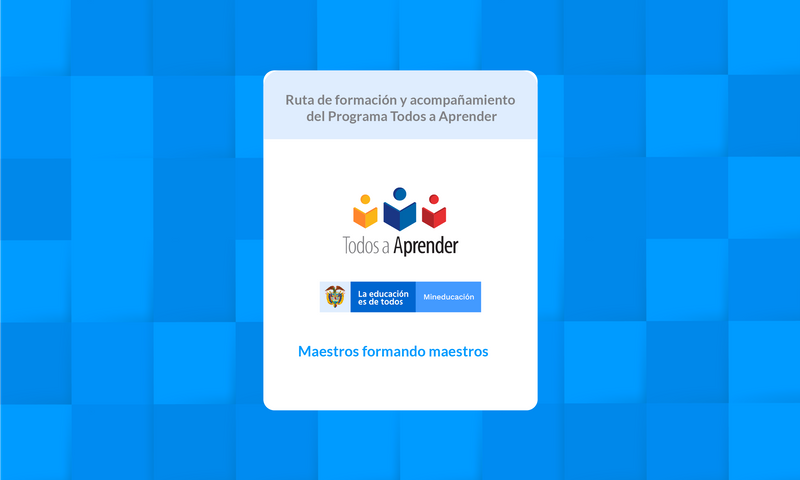 Ruta de formación y acompañamiento
del Programa Todos a Aprender
Todos a Aprender
La educación
es de todos
Mineducación
Maestros formando maestros